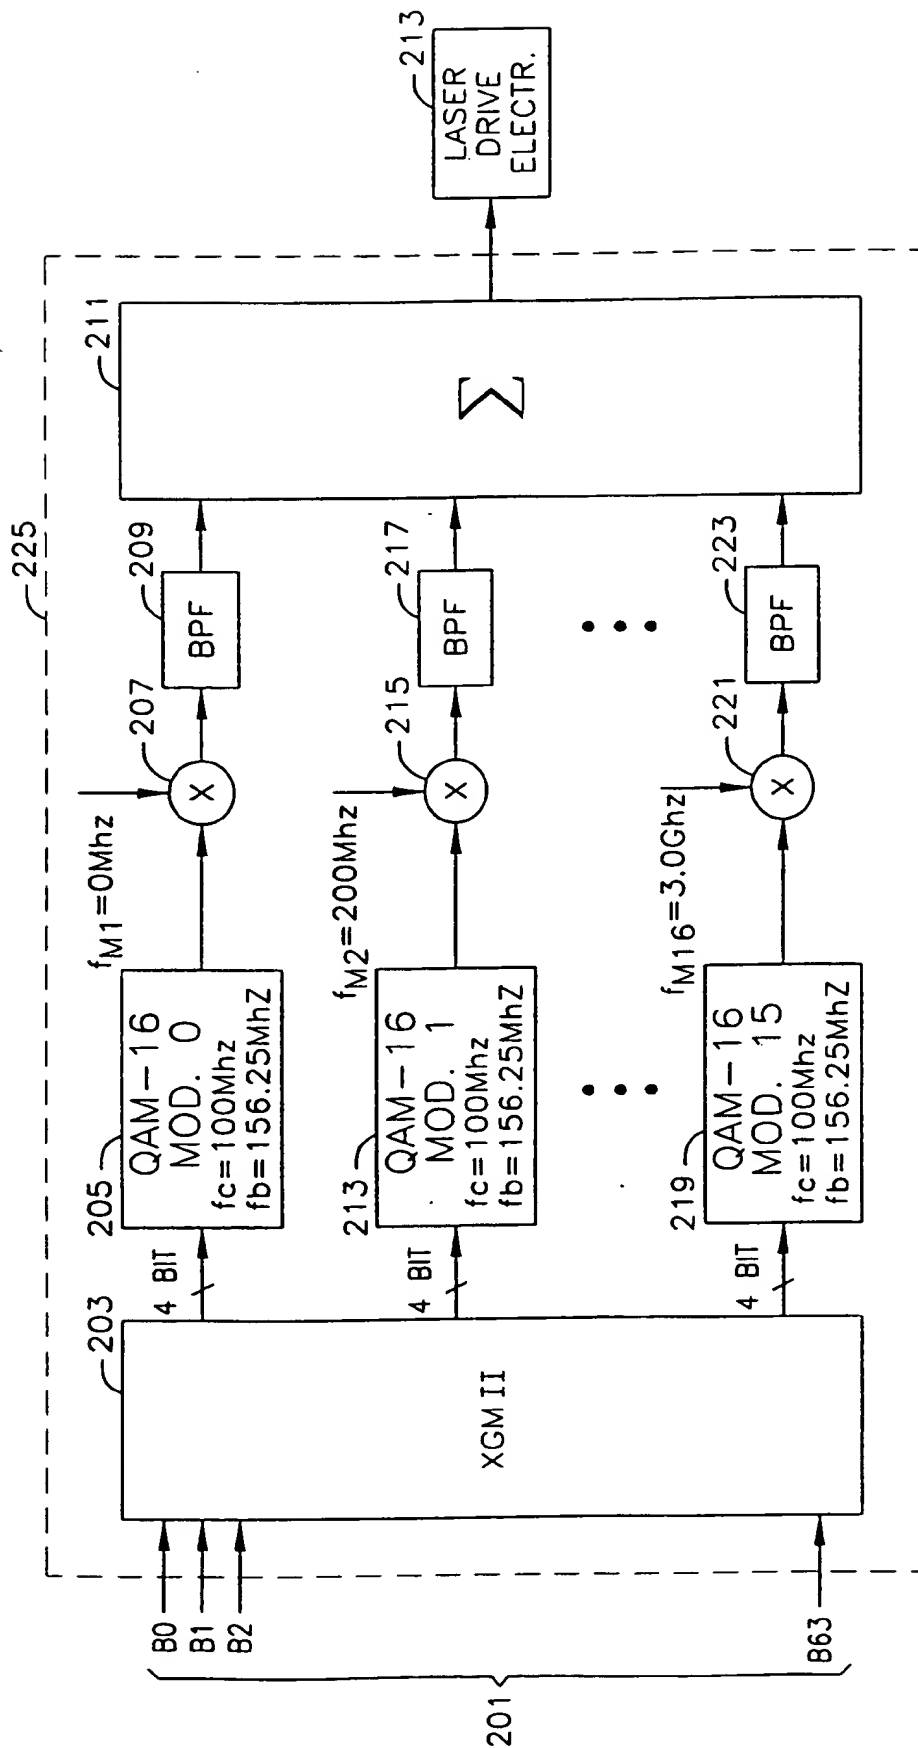 225
B0
B1
B2
B63
201
203
XGMII
4 BIT
4 BIT
4 BIT
205
QAM-16
MOD. 0
fc=100Mhz
fb=156.25MhZ
213
QAM-16
MOD. 1
fc=100Mhz
fb=156.25MhZ
219
QAM-16
MOD. 15
fc=100Mhz
fb=156.25MhZ
fM1=0Mhz
207
X
fM2=200Mhz
215
X
fM16=3.0Ghz
221
X
209
BPF
217
BPF
223
BPF
211
Σ
213
LASER
DRIVE
ELECTR.